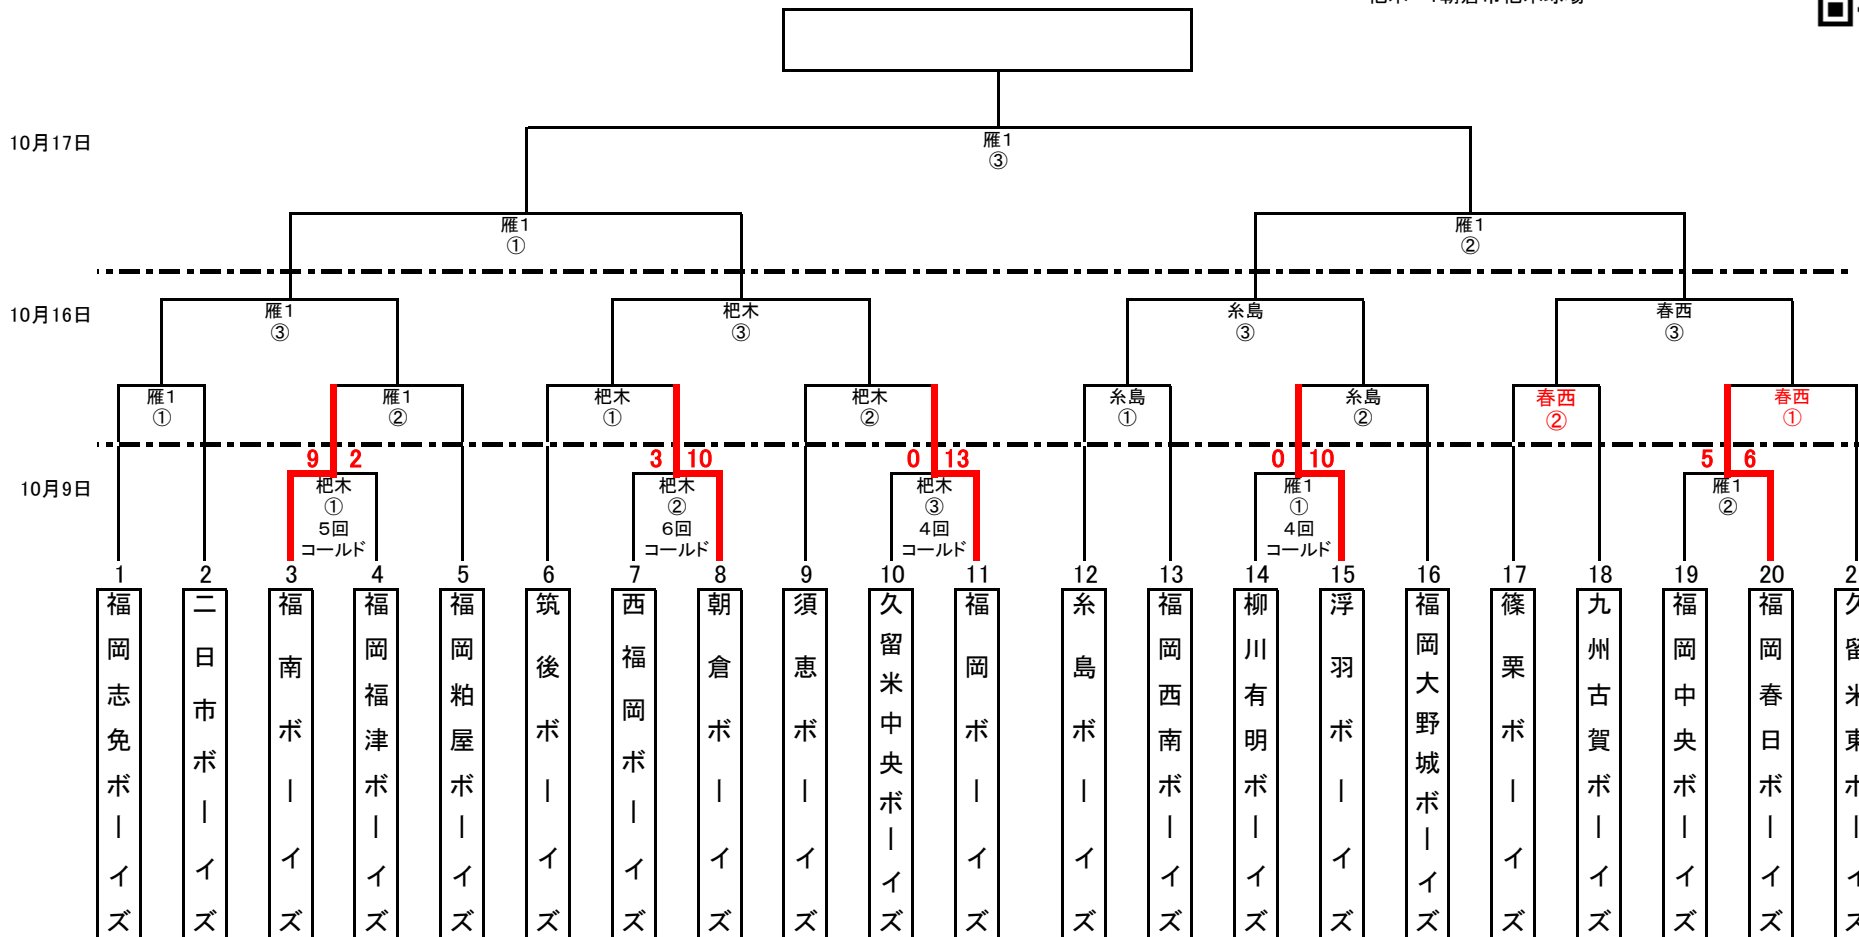 10月17日
雁1
③
雁1
①
雁1
②
10月16日
雁1
③
杷木
③
糸島
③
春西
③
雁1
①
雁1
②
杷木
①
杷木
②
糸島
①
糸島
②
春西
②
春西
①
10月9日
9 2
杷木
①
5回
コールド
3 10
杷木
②
6回
コールド
0 13
杷木
③
4回
コールド
0 10
雁1
①
4回
コールド
5 6
雁1
②
1 2 3 4 5 6 7 8 9 10 11 12 13 14 15 16 17 18 19 20
福岡志免ボーイズ
二日市ボーイズ
福南ボーイズ
福岡福津ボーイズ
福岡粕屋ボーイズ
筑後ボーイズ
西福岡ボーイズ
朝倉ボーイズ
須恵ボーイズ
久留米中央ボーイズ
福岡ボーイズ
糸島ボーイズ
福岡西南ボーイズ
柳川有明ボーイズ
浮羽ボーイズ
福岡大野城ボーイズ
篠栗ボーイズ
九州古賀ボーイズ
福岡中央ボーイズ
福岡春日ボーイズ
久留米東ボーイズ